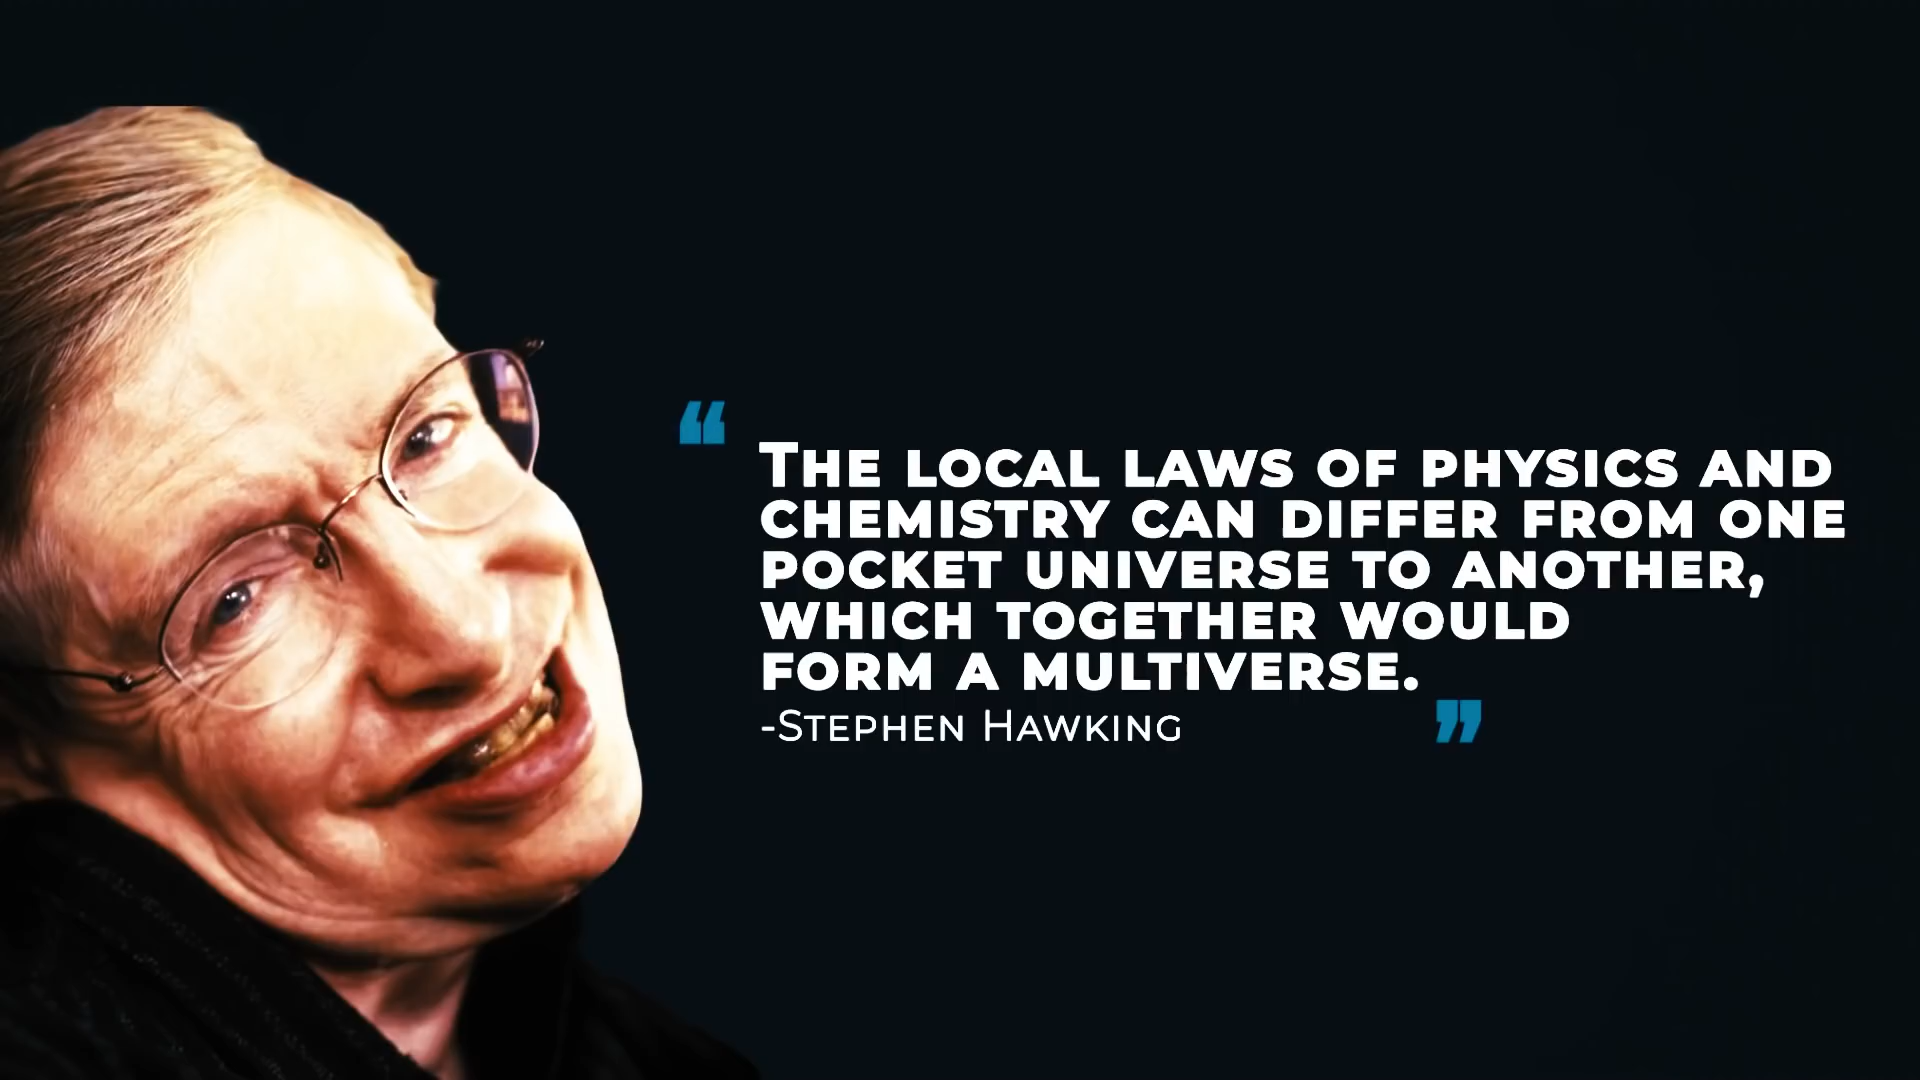 “ The local laws of physics and
chemistry can differ from one
pocket universe to another,
which together would
form a multiverse. ”
-Stephen Hawking